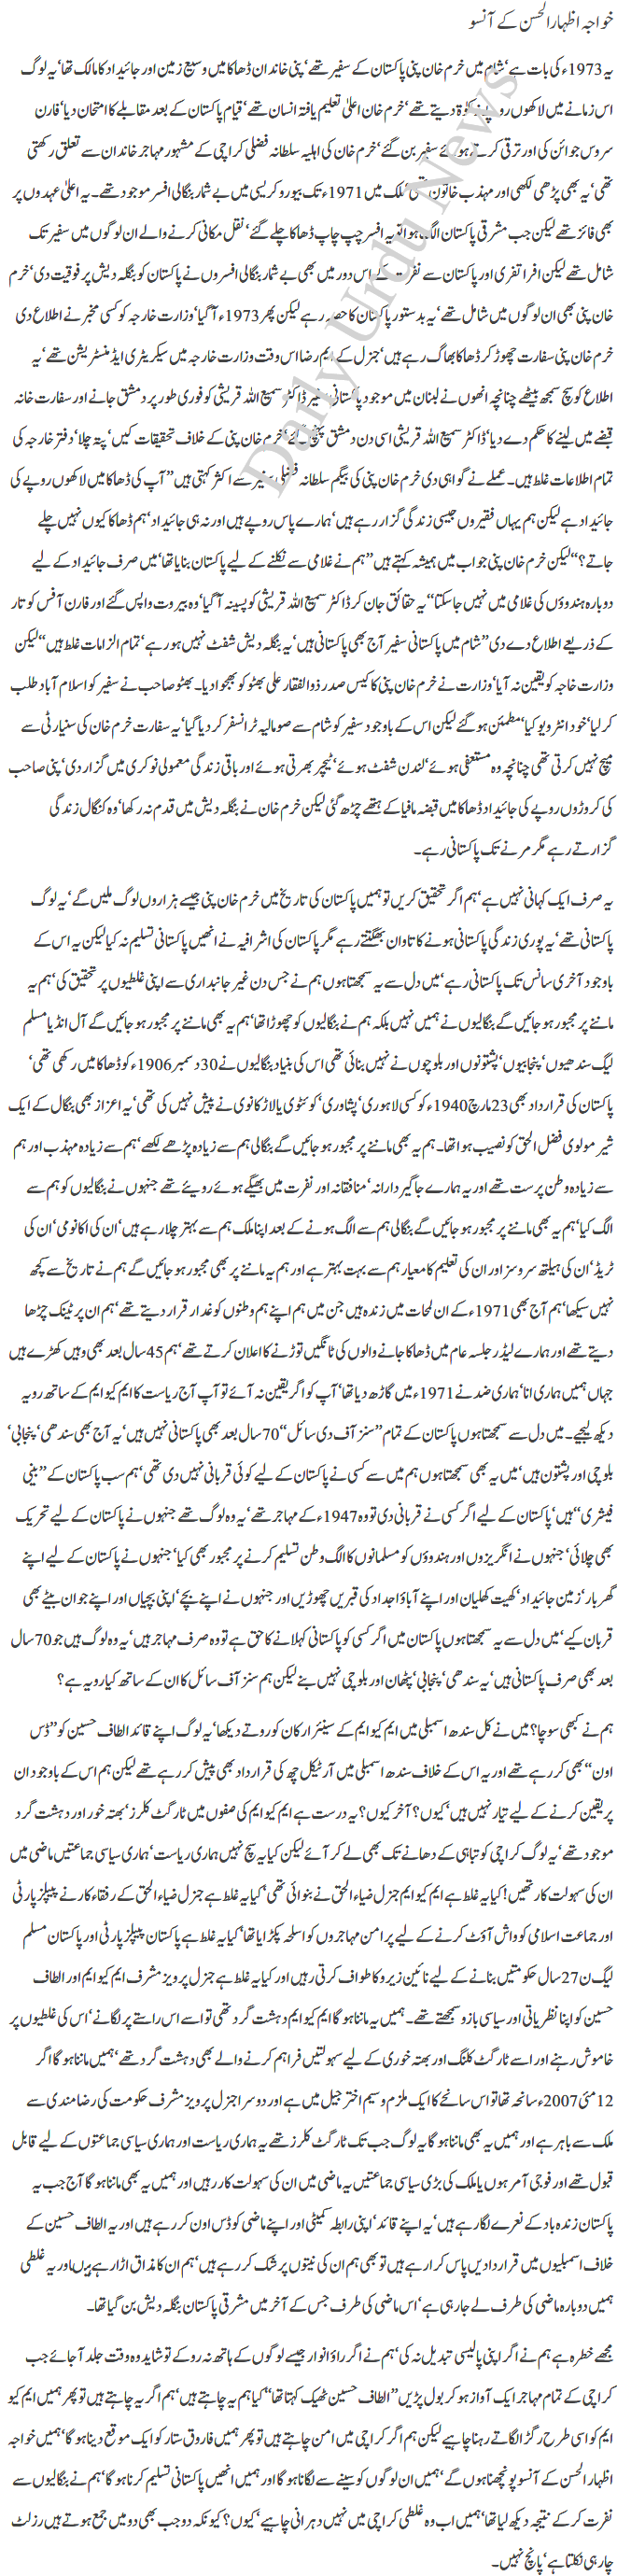 خواجہ اظہار الحسن کے آنسو
یہ 1973ء کی بات ہے‘ شام میں خرم خان پنی پاکستان کے سفیر تھے‘ پنی خاندان ڈھاکا میں وسیع زمین اور جائیداد کا مالک تھا‘ یہ لوگ
اس زمانے میں لاکھوں روپے زکوٰۃ دیتے تھے‘ خرم خان اعلیٰ تعلیم یافتہ انسان تھے‘ قیام پاکستان کے بعد مقابلے کا امتحان دیا‘ فارن
سروس جوائن کی اور ترقی کرتے ہوئے سفیر بن گئے‘ خرم خان کی اہلیہ سلطانہ فضلی کراچی کے مشہور مہاجر خاندان سے تعلق رکھتی
تھی‘ یہ بھی پڑھی لکھی اور مہذب خاتون تھی‘ ملک میں 1971ء تک بیوروکریسی میں بے شمار بنگالی افسر موجود تھے۔ یہ اعلیٰ عہدوں پر
بھی فائز تھے لیکن جب مشرقی پاکستان الگ ہوا تو یہ افسر چپ چاپ ڈھاکا چلے گئے‘ نقل مکانی کرنے والے ان لوگوں میں سفیر تک
شامل تھے لیکن افراتفری اور پاکستان سے نفرت کے اس دور میں بھی بے شمار بنگالی افسروں نے پاکستان کو بنگلہ دیش پر فوقیت دی‘ خرم
خان پنی بھی ان لوگوں میں شامل تھے‘ یہ بدستور پاکستان کا حصہ رہے لیکن پھر 1973ء آ گیا‘ وزارت خارجہ کو کسی مخبر نے اطلاع دی
خرم خان پنی سفارت چھوڑ کر ڈھاکا بھاگ رہے ہیں‘ جنرل کے ایم رضا اس وقت وزارت خارجہ میں سیکریٹری ایڈمنسٹریشن تھے‘ یہ
اطلاع کو سچ سمجھ بیٹھے چنانچہ انھوں نے لبنان میں موجود پاکستانی سفیر ڈاکٹر سمیع اللہ قریشی کو فوری طور پر دمشق جانے اور سفارت خانہ
قبضے میں لینے کا حکم دے دیا‘ ڈاکٹر سمیع اللہ قریشی اسی دن دمشق پہنچ گئے‘ خرم خان پنی کے خلاف تحقیقات کیں‘ پتہ چلا‘ دفتر خارجہ کی
تمام اطلاعات غلط ہیں۔ عملے نے گواہی دی خرم خان پنی کی بیگم سلطانہ فضلی سفیر سے اکثر کہتی ہیں ’’آپ کی ڈھاکا میں لاکھوں روپے کی
جائیداد ہے لیکن ہم یہاں فقیروں جیسی زندگی گزار رہے ہیں‘ ہمارے پاس روپے ہیں اور نہ ہی جائیداد‘ ہم ڈھاکا کیوں نہیں چلے
جاتے؟‘‘ لیکن خرم خان پنی جواب میں ہمیشہ کہتے ہیں ’’ہم نے غلامی سے نکلنے کے لیے پاکستان بنایا تھا‘ میں صرف جائیداد کے لیے
دوبارہ ہندوؤں کی غلامی میں نہیں جا سکتا‘‘ یہ حقائق جان کر ڈاکٹر سمیع اللہ قریشی کو پسینہ آ گیا‘ وہ بیروت واپس گئے اور فارن آفس کو تار
کے ذریعے اطلاع دے دی ’’شام میں پاکستانی سفیر آج بھی پاکستانی ہیں‘ یہ بنگلہ دیش شفٹ نہیں ہو رہے‘ تمام الزامات غلط ہیں‘‘ لیکن
وزارت خاجہ کو یقین نہ آیا‘ وزارت نے خرم خان پنی کا کیس صدر ذوالفقار علی بھٹو کو بھجوا دیا۔ بھٹو صاحب نے سفیر کو اسلام آباد طلب
کر لیا‘ خود انٹرویو کیا‘ مطمئن ہو گئے لیکن اس کے باوجود سفیر کو شام سے صومالیہ ٹرانسفر کر دیا گیا‘ یہ سفارت خرم خان کی سنیارٹی سے
میچ نہیں کرتی تھی چنانچہ وہ مستعفی ہوئے‘ لندن شفٹ ہوئے‘ ٹیچر بھرتی ہوئے اور باقی زندگی معمولی نوکری میں گزار دی‘ پنی صاحب
کی کروڑوں روپے کی جائیداد ڈھاکا میں قبضہ مافیا کے ہتھے چڑھ گئی لیکن خرم خان نے بنگلہ دیش میں قدم نہ رکھا‘ وہ کنگال زندگی
گزارتے رہے مگر مرنے تک پاکستانی رہے۔
یہ صرف ایک کہانی نہیں ہے‘ ہم اگر تحقیق کریں تو ہمیں پاکستان کی تاریخ میں خرم خان پنی جیسے ہزاروں لوگ ملیں گے‘ یہ لوگ
پاکستانی تھے‘ یہ پوری زندگی پاکستانی ہونے کا تاوان بھگتتے رہے مگر پاکستان کی اشرافیہ نے انھیں پاکستانی تسلیم نہ کیا لیکن یہ اس کے
باوجود آخری سانس تک پاکستانی رہے‘ میں دل سے یہ سمجھتا ہوں ہم نے جس دن غیر جانبداری سے اپنی غلطیوں پر تحقیق کی‘ ہم یہ
ماننے پر مجبور ہو جائیں گے بنگالیوں نے ہمیں نہیں بلکہ ہم نے بنگالیوں کو چھوڑا تھا‘ ہم یہ بھی ماننے پر مجبور ہو جائیں گے آل انڈیا مسلم
لیگ سندھیوں‘ پنجابیوں‘ پشتونوں اور بلوچوں نے نہیں بنائی تھی اس کی بنیاد بنگالیوں نے 30 دسمبر 1906ء کو ڈھاکا میں رکھی تھی‘
پاکستان کی قرارداد بھی 23 مارچ 1940ء کو کسی لاہوری‘ پشاوری‘ کوئٹوی یا لاڑکانوی نے پیش نہیں کی تھی‘ یہ اعزاز بھی بنگال کے ایک
شیر مولوی فضل الحق کو نصیب ہوا تھا۔ ہم یہ بھی ماننے پر مجبور ہو جائیں گے بنگالی ہم سے زیادہ پڑھے لکھے‘ ہم سے زیادہ مہذب اور ہم
سے زیادہ وطن پرست تھے اور یہ ہمارے جاگیردارانہ‘ منافقانہ اور نفرت میں بھیگے ہوئے رویئے تھے جنہوں نے بنگالیوں کو ہم سے
الگ کیا‘ ہم یہ بھی ماننے پر مجبور ہو جائیں گے بنگالی ہم سے الگ ہونے کے بعد اپنا ملک ہم سے بہتر چلا رہے ہیں‘ ان کی اکانومی‘ ان کی
ٹریڈ‘ ان کی ہیلتھ سروسز اور ان کی تعلیم کا معیار ہم سے بہت بہتر ہے اور ہم یہ ماننے پر بھی مجبور ہو جائیں گے ہم نے تاریخ سے کچھ
نہیں سیکھا‘ ہم آج بھی 1971ء کے ان لمحات میں زندہ ہیں جن میں ہم اپنے ہم وطنوں کو غدار قرار دیتے تھے‘ ہم ان پر ٹینک چڑھا
دیتے تھے اور ہمارے لیڈر جلسہ عام میں ڈھاکا جانے والوں کی ٹانگیں توڑنے کا اعلان کرتے تھے‘ ہم 45 سال بعد بھی وہیں کھڑے ہیں
جہاں ہمیں ہماری انا‘ ہماری ضد نے 1971ء میں گاڑھ دیا تھا‘ آپ کو اگر یقین نہ آئے تو آپ آج ریاست کا ایم کیو ایم کے ساتھ رویہ
دیکھ لیجیے۔ میں دل سے سمجھتا ہوں پاکستان کے تمام ’’سنز آف دی سائل‘‘ 70 سال بعد بھی پاکستانی نہیں ہیں‘ یہ آج بھی سندھی‘ پنجابی‘
بلوچی اور پشتون ہیں‘ میں یہ بھی سمجھتا ہوں ہم میں سے کسی نے پاکستان کے لیے کوئی قربانی نہیں دی تھی‘ ہم سب پاکستان کے ’’بینی
فیشری‘‘ ہیں‘ پاکستان کے لیے اگر کسی نے قربانی دی تو وہ 1947ء کے مہاجر تھے‘ یہ وہ لوگ تھے جنہوں نے پاکستان کے لیے تحریک
بھی چلائی‘ جنہوں نے انگریزوں اور ہندوؤں کو مسلمانوں کا الگ وطن تسلیم کرنے پر مجبور بھی کیا‘ جنہوں نے پاکستان کے لیے اپنے
گھر بار‘ زمین جائیداد‘ کھیت کھلیان اور اپنے آباؤ اجداد کی قبریں چھوڑیں اور جنہوں نے اپنے بچے‘ اپنی بچیاں اور اپنے جوان بیٹے بھی
قربان کیے‘ میں دل سے یہ سمجھتا ہوں پاکستان میں اگر کسی کو پاکستانی کہلانے کا حق ہے تو وہ صرف مہاجر ہیں‘ یہ وہ لوگ ہیں جو 70 سال
بعد بھی صرف پاکستانی ہیں‘ یہ سندھی‘ پنجابی‘ پٹھان اور بلوچی نہیں بنے لیکن ہم سنز آف سائل کا ان کے ساتھ کیا رویہ ہے؟
ہم نے کبھی سوچا؟ میں نے کل سندھ اسمبلی میں ایم کیو ایم کے سینئر ارکان کو روتے دیکھا‘ یہ لوگ اپنے قائد الطاف حسین کو ’’ڈس
اون‘‘ بھی کر رہے تھے اور یہ اس کے خلاف سندھ اسمبلی میں آرٹیکل چھ کی قرارداد بھی پیش کر رہے تھے لیکن ہم اس کے باوجود ان
پر یقین کرنے کے لیے تیار نہیں ہیں‘ کیوں؟ آخر کیوں؟ یہ درست ہے ایم کیو ایم کی صفوں میں ٹارگٹ کلرز‘ بھتہ خور اور دہشت گرد
موجود تھے‘ یہ لوگ کراچی کو تباہی کے دھانے تک بھی لے کر آئے لیکن کیا یہ سچ نہیں ہماری ریاست‘ ہماری سیاسی جماعتیں ماضی میں
ان کی سہولت کار تھیں! کیا یہ غلط ہے ایم کیو ایم جنرل ضیاء الحق نے بنوائی تھی‘ کیا یہ غلط ہے جنرل ضیاء الحق کے رفقاء کار نے پیپلز پارٹی
اور جماعت اسلامی کو واش آؤٹ کرنے کے لیے پر امن مہاجروں کو اسلحہ پکڑایا تھا‘ کیا یہ غلط ہے پاکستان پیپلز پارٹی اور پاکستان مسلم
لیگ ن 27 سال حکومتیں بنانے کے لیے نائین زیرو کا طواف کرتی رہیں اور کیا یہ غلط ہے جنرل پرویز مشرف ایم کیو ایم اور الطاف
حسین کو اپنا نظریاتی اور سیاسی بازو سمجھتے تھے۔ ہمیں یہ ماننا ہو گا ایم کیو ایم دہشت گرد تھی تو اسے اس راستے پر لگانے‘ اس کی غلطیوں پر
خاموش رہنے اور اسے ٹارگٹ کلنگ اور بھتہ خوری کے لیے سہولتیں فراہم کرنے والے بھی دہشت گرد تھے‘ ہمیں ماننا ہو گا اگر
12 مئی 2007ء سانحہ تھا تو اس سانحے کا ایک ملزم وسیم اختر جیل میں ہے اور دوسرا جنرل پرویز مشرف حکومت کی رضا مندی سے
ملک سے باہر ہے اور ہمیں یہ بھی ماننا ہو گا یہ لوگ جب تک ٹارگٹ کلرز تھے یہ ہماری ریاست اور ہماری سیاسی جماعتوں کے لیے قابل
قبول تھے اور فوجی آمر ہوں یا ملک کی بڑی سیاسی جماعتیں یہ ماضی میں ان کی سہولت کار رہیں اور ہمیں یہ بھی ماننا ہو گا آج جب یہ
پاکستان زندہ باد کے نعرے لگا رہے ہیں‘ یہ اپنے قائد‘ اپنی رابطہ کمیٹی اور اپنے ماضی کو ڈس اون کر رہے ہیں اور یہ الطاف حسین کے
خلاف اسمبلیوں میں قراردادیں پاس کرا رہے ہیں تو بھی ہم ان کی نیتوں پر شک کر رہے ہیں‘ ہم ان کا مذاق اڑا رہے ہیں اور یہ غلطی
ہمیں دوبارہ ماضی کی طرف لے جا رہی ہے‘ اس ماضی کی طرف جس کے آخر میں مشرقی پاکستان بنگلہ دیش بن گیا تھا۔
مجھے خطرہ ہے ہم نے اگر اپنی پالیسی تبدیل نہ کی‘ ہم نے اگر راؤ انوار جیسے لوگوں کے ہاتھ نہ روکے تو شاید وہ وقت جلد آ جائے جب
کراچی کے تمام مہاجر ایک آواز ہو کر بول پڑیں ’’الطاف حسین ٹھیک کہتا تھا‘‘ کیا ہم یہ چاہتے ہیں‘ ہم اگر یہ چاہتے ہیں تو پھر ہمیں ایم کیو
ایم کو اسی طرح رگڑا لگاتے رہنا چاہیے لیکن ہم اگر کراچی میں امن چاہتے ہیں تو پھر ہمیں فاروق ستار کو ایک موقع دینا ہو گا‘ ہمیں خواجہ
اظہار الحسن کے آنسو پونچھنا ہوں گے‘ ہمیں ان لوگوں کو سینے سے لگانا ہو گا اور ہمیں انھیں پاکستانی تسلیم کرنا ہو گا‘ ہم نے بنگالیوں سے
نفرت کر کے نتیجہ دیکھ لیا تھا‘ ہمیں اب وہ غلطی کراچی میں نہیں دہرانی چاہیے‘ کیوں؟ کیونکہ دو جب بھی دو میں جمع ہوتے ہیں رزلٹ
چار ہی نکلتا ہے‘ پانچ نہیں۔
Daily Urdu News